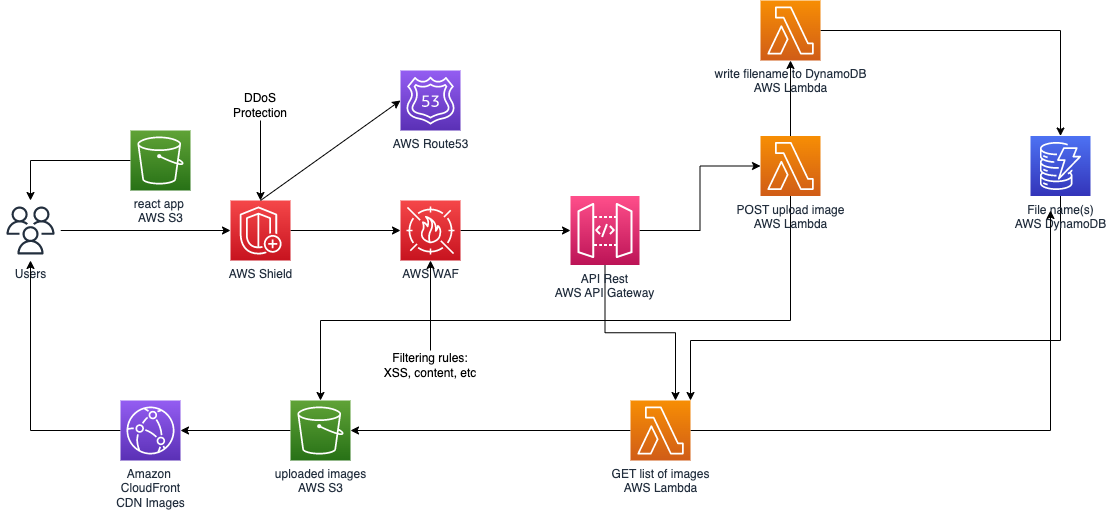 write filename to DynamoDB
AWS Lambda
DDoS
Protection
53
AWS Route53
react app
AWS S3
POST upload image
AWS Lambda
File name(s)
AWS DynamoDB
Users
AWS Shield
AWS WAF
</>
API Rest
AWS API Gateway
Filtering rules:
XSS, content, etc
Amazon
CloudFront
CDN Images
uploaded images
AWS S3
GET list of images
AWS Lambda